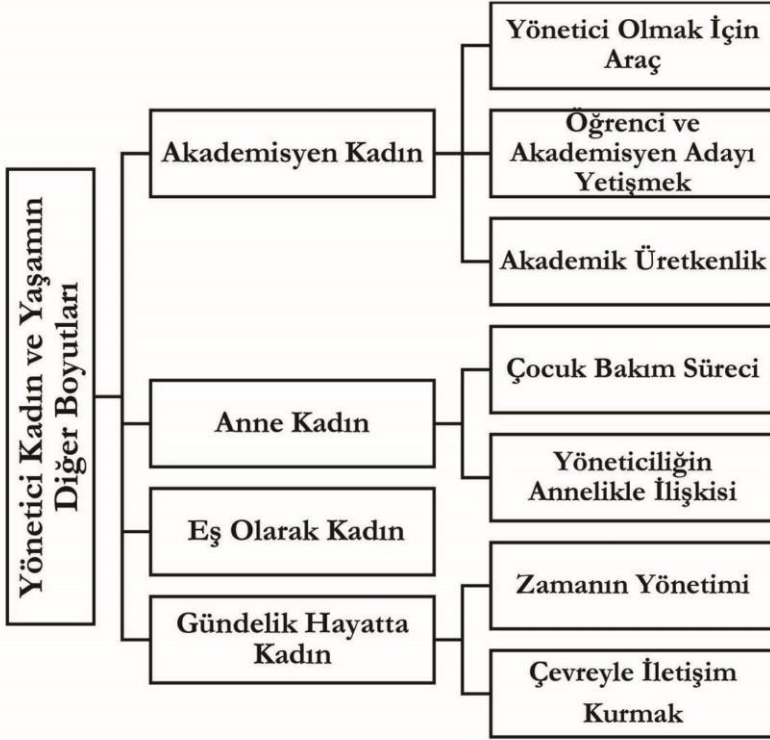 Yönetici Kadın ve Yaşamın
Diğer Boyutları
Akademisyen Kadın
Yönetici Olmak İçin
Araç
Öğrenci ve
Akademisyen Adayı
Yetişmek
Akademik Üretkenlik
Anne Kadın
Çocuk Bakım Süreci
Yöneticiliğin
Annelikle İlişkisi
Eş Olarak Kadın
Gündelik Hayatta
Kadın
Zamanın Yönetimi
Çevreyle İletişim
Kurmak